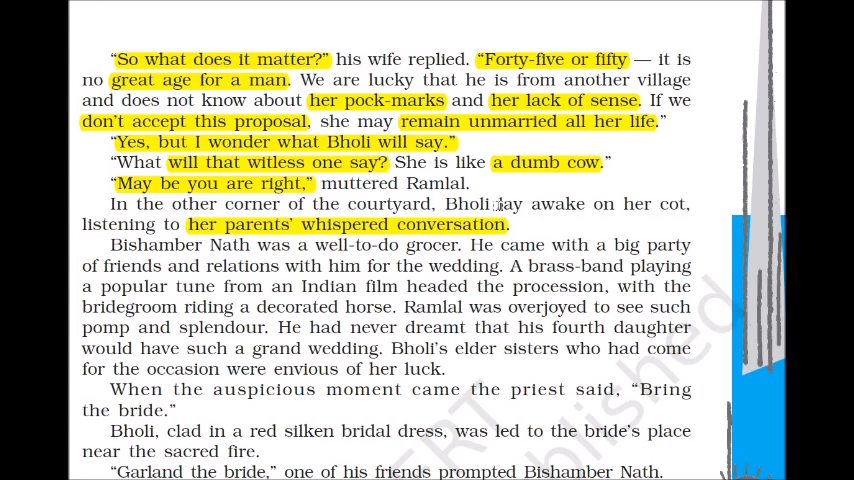 “So what does it matter?” his wife replied. “Forty-five or fifty — it is
no great age for a man. We are lucky that he is from another village
and does not know about her pock-marks and her lack of sense. If we
don’t accept this proposal, she may remain unmarried all her life.”
“Yes, but I wonder what Bholi will say.”
“What will that witless one say? She is like a dumb cow.”
“May be you are right,” muttered Ramlal.
In the other corner of the courtyard, Bholi lay awake on her cot,
listening to her parents’ whispered conversation.
Bishamber Nath was a well-to-do grocer. He came with a big party
of friends and relations with him for the wedding. A brass-band playing
a popular tune from an Indian film headed the procession, with the
bridegroom riding a decorated horse. Ramlal was overjoyed to see such
pomp and splendour. He had never dreamt that his fourth daughter
would have such a grand wedding. Bholi’s elder sisters who had come
for the occasion were envious of her luck.
When the auspicious moment came the priest said, “Bring
the bride.”
Bholi, clad in a red silken bridal dress, was led to the bride’s place
near the sacred fire.
“Garland the bride,” one of his friends prompted Bishamber Nath.